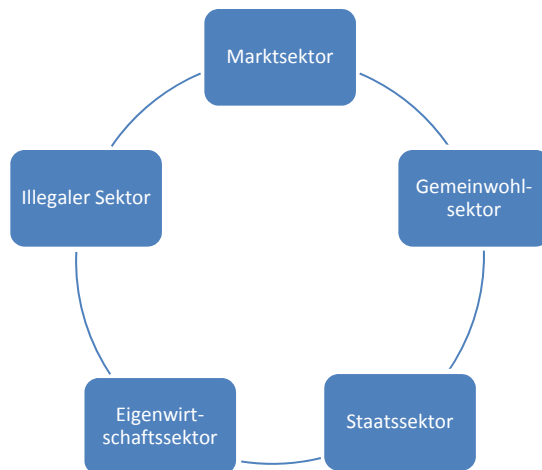 Marktsektor
Gemeinwohl-
sektor
Staatssektor
Eigenwirt-
schaftssektor
Illegaler Sektor